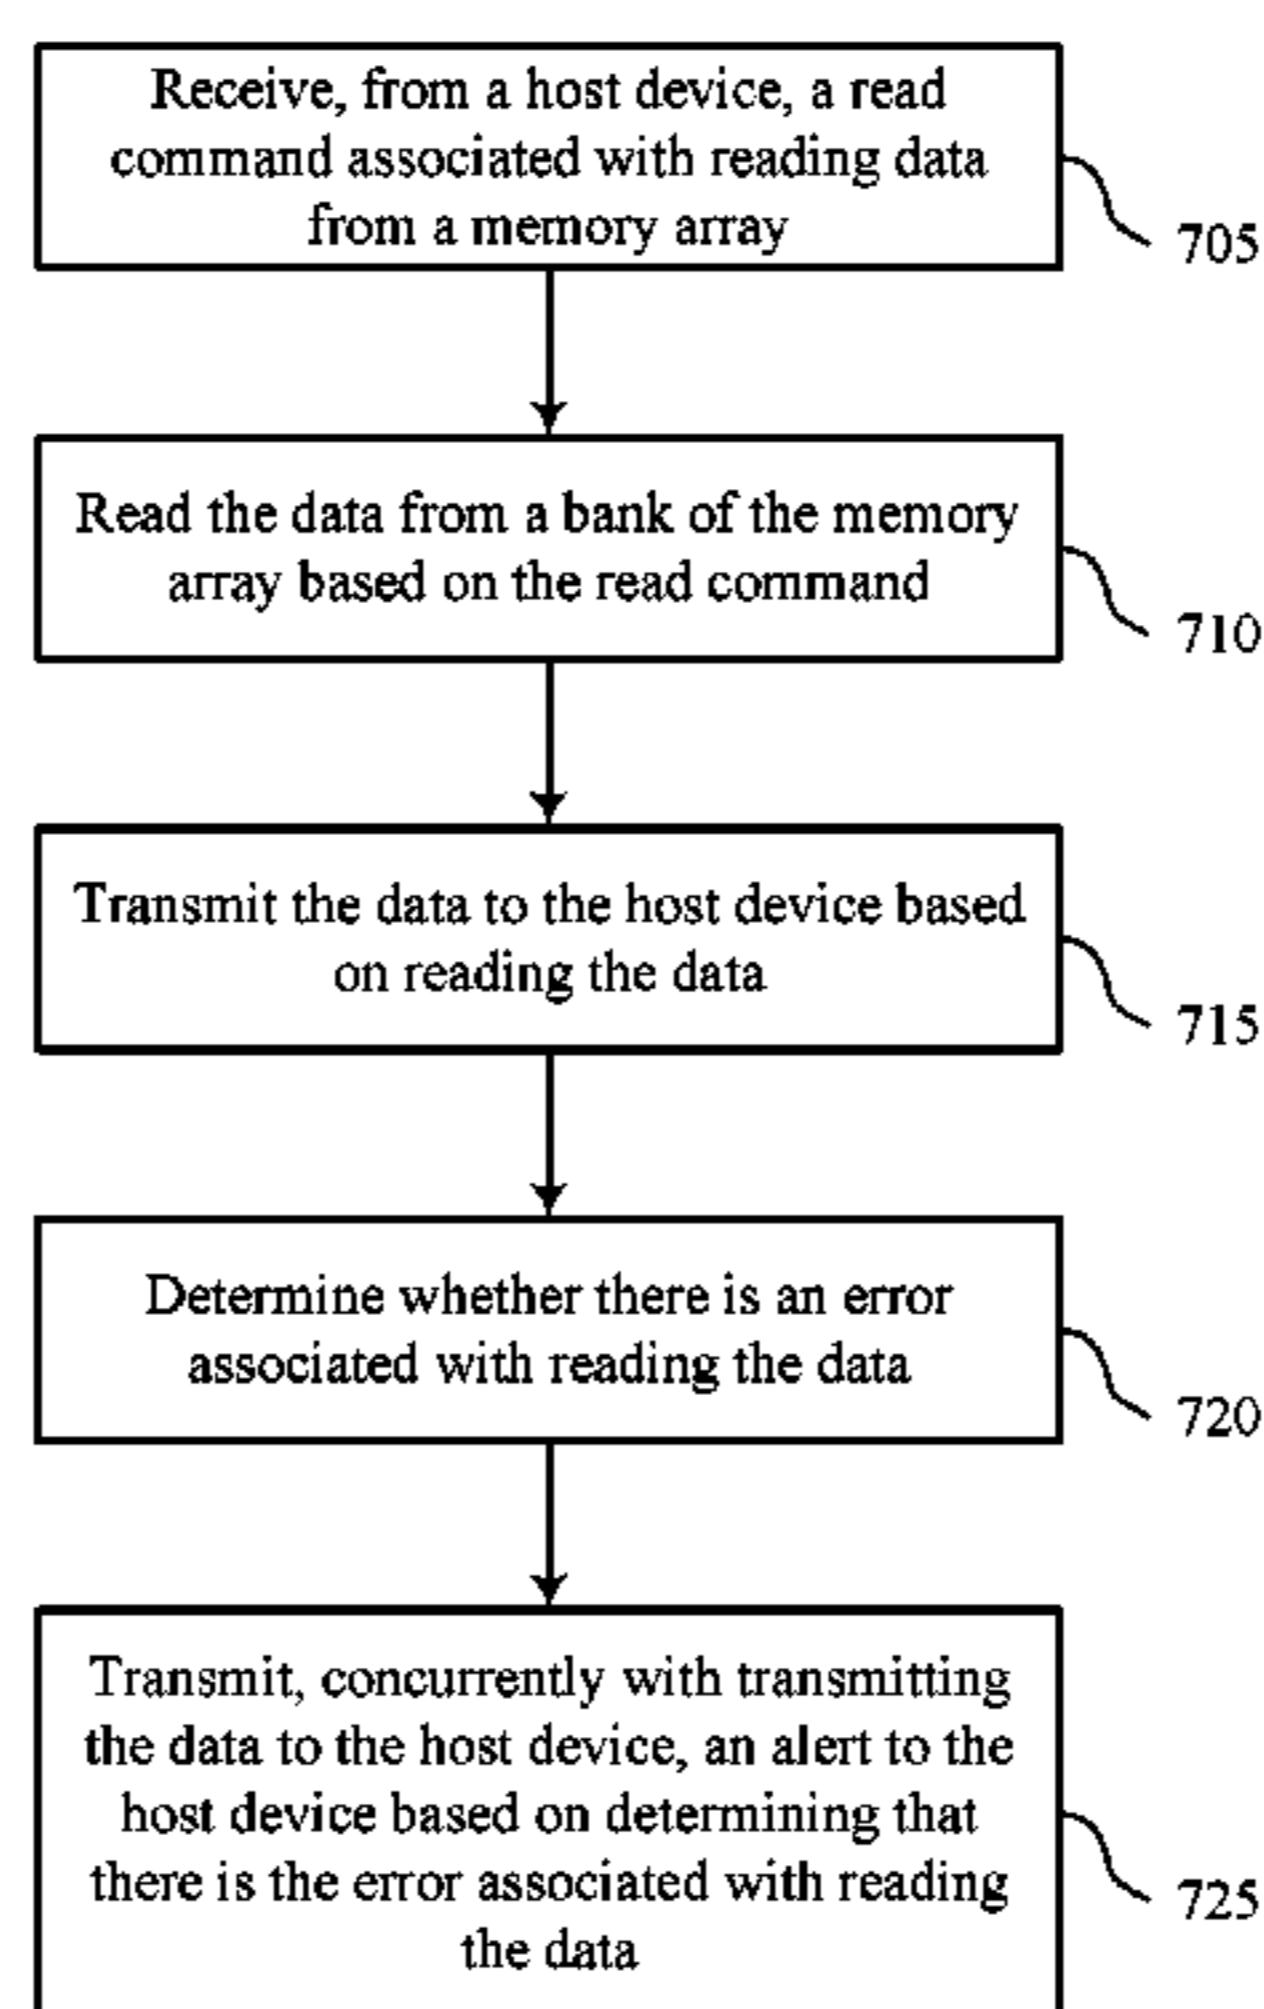 Receive, from a host device, a read
command associated with reading data
from a memory array
705
Read the data from a bank of the memory
array based on the read command
710
Transmit the data to the host device based
on reading the data
715
Determine whether there is an error
associated with reading the data
720
Transmit, concurrently with transmitting
the data to the host device, an alert to the
host device based on determining that
there is the error associated with reading
the data
725